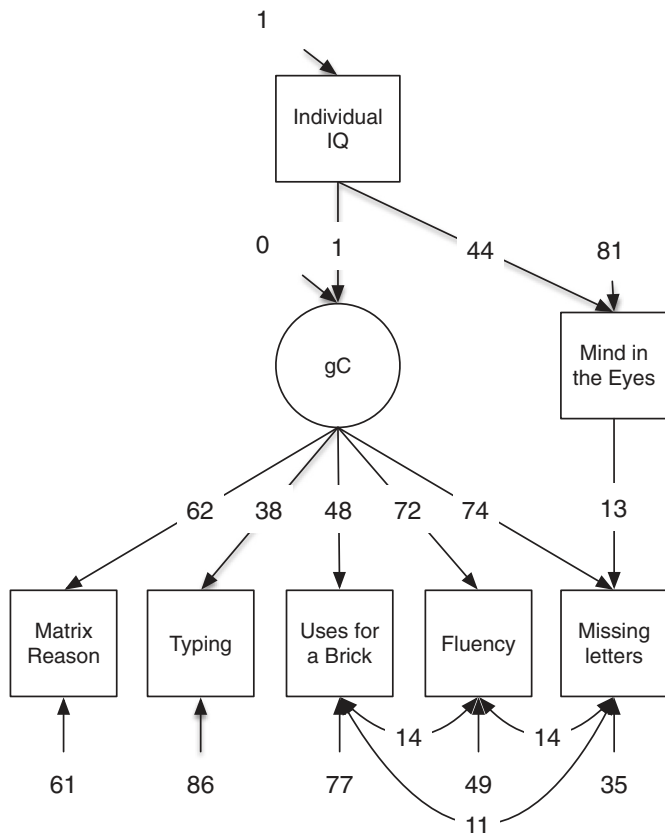 1
Individual
IQ
0
1
44
81
gC
Mind in
the Eyes
62
38
48
72
74
13
Matrix
Reason
Typing
Uses for
a Brick
Fluency
Missing
letters
14
14
61
86
77
49
35
11